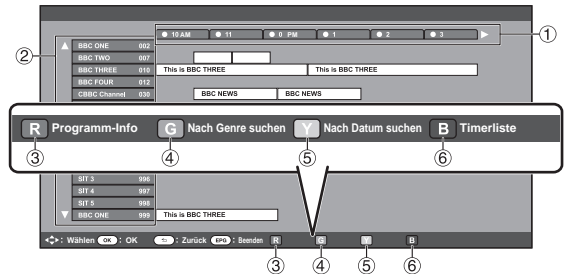 10 AM 11 0 PM 1 2 3 ①
②
BBC ONE 002
BBC TWO 007
BBC THREE 010 This is BBC THREE This is BBC THREE
BBC FOUR 012
CBBC Channel 030 BBC NEWS BBC NEWS
R Programm-Info G Nach Genre suchen Y Nach Datum suchen B Timerliste
③ ④ ⑤ ⑥
SIT 3 996
SIT 4 997
SIT 5 998
BBC ONE 999 This is BBC THREE
: Wählen OK : OK : Zurück EPG : Beenden R G Y B
③ ④ ⑤ ⑥